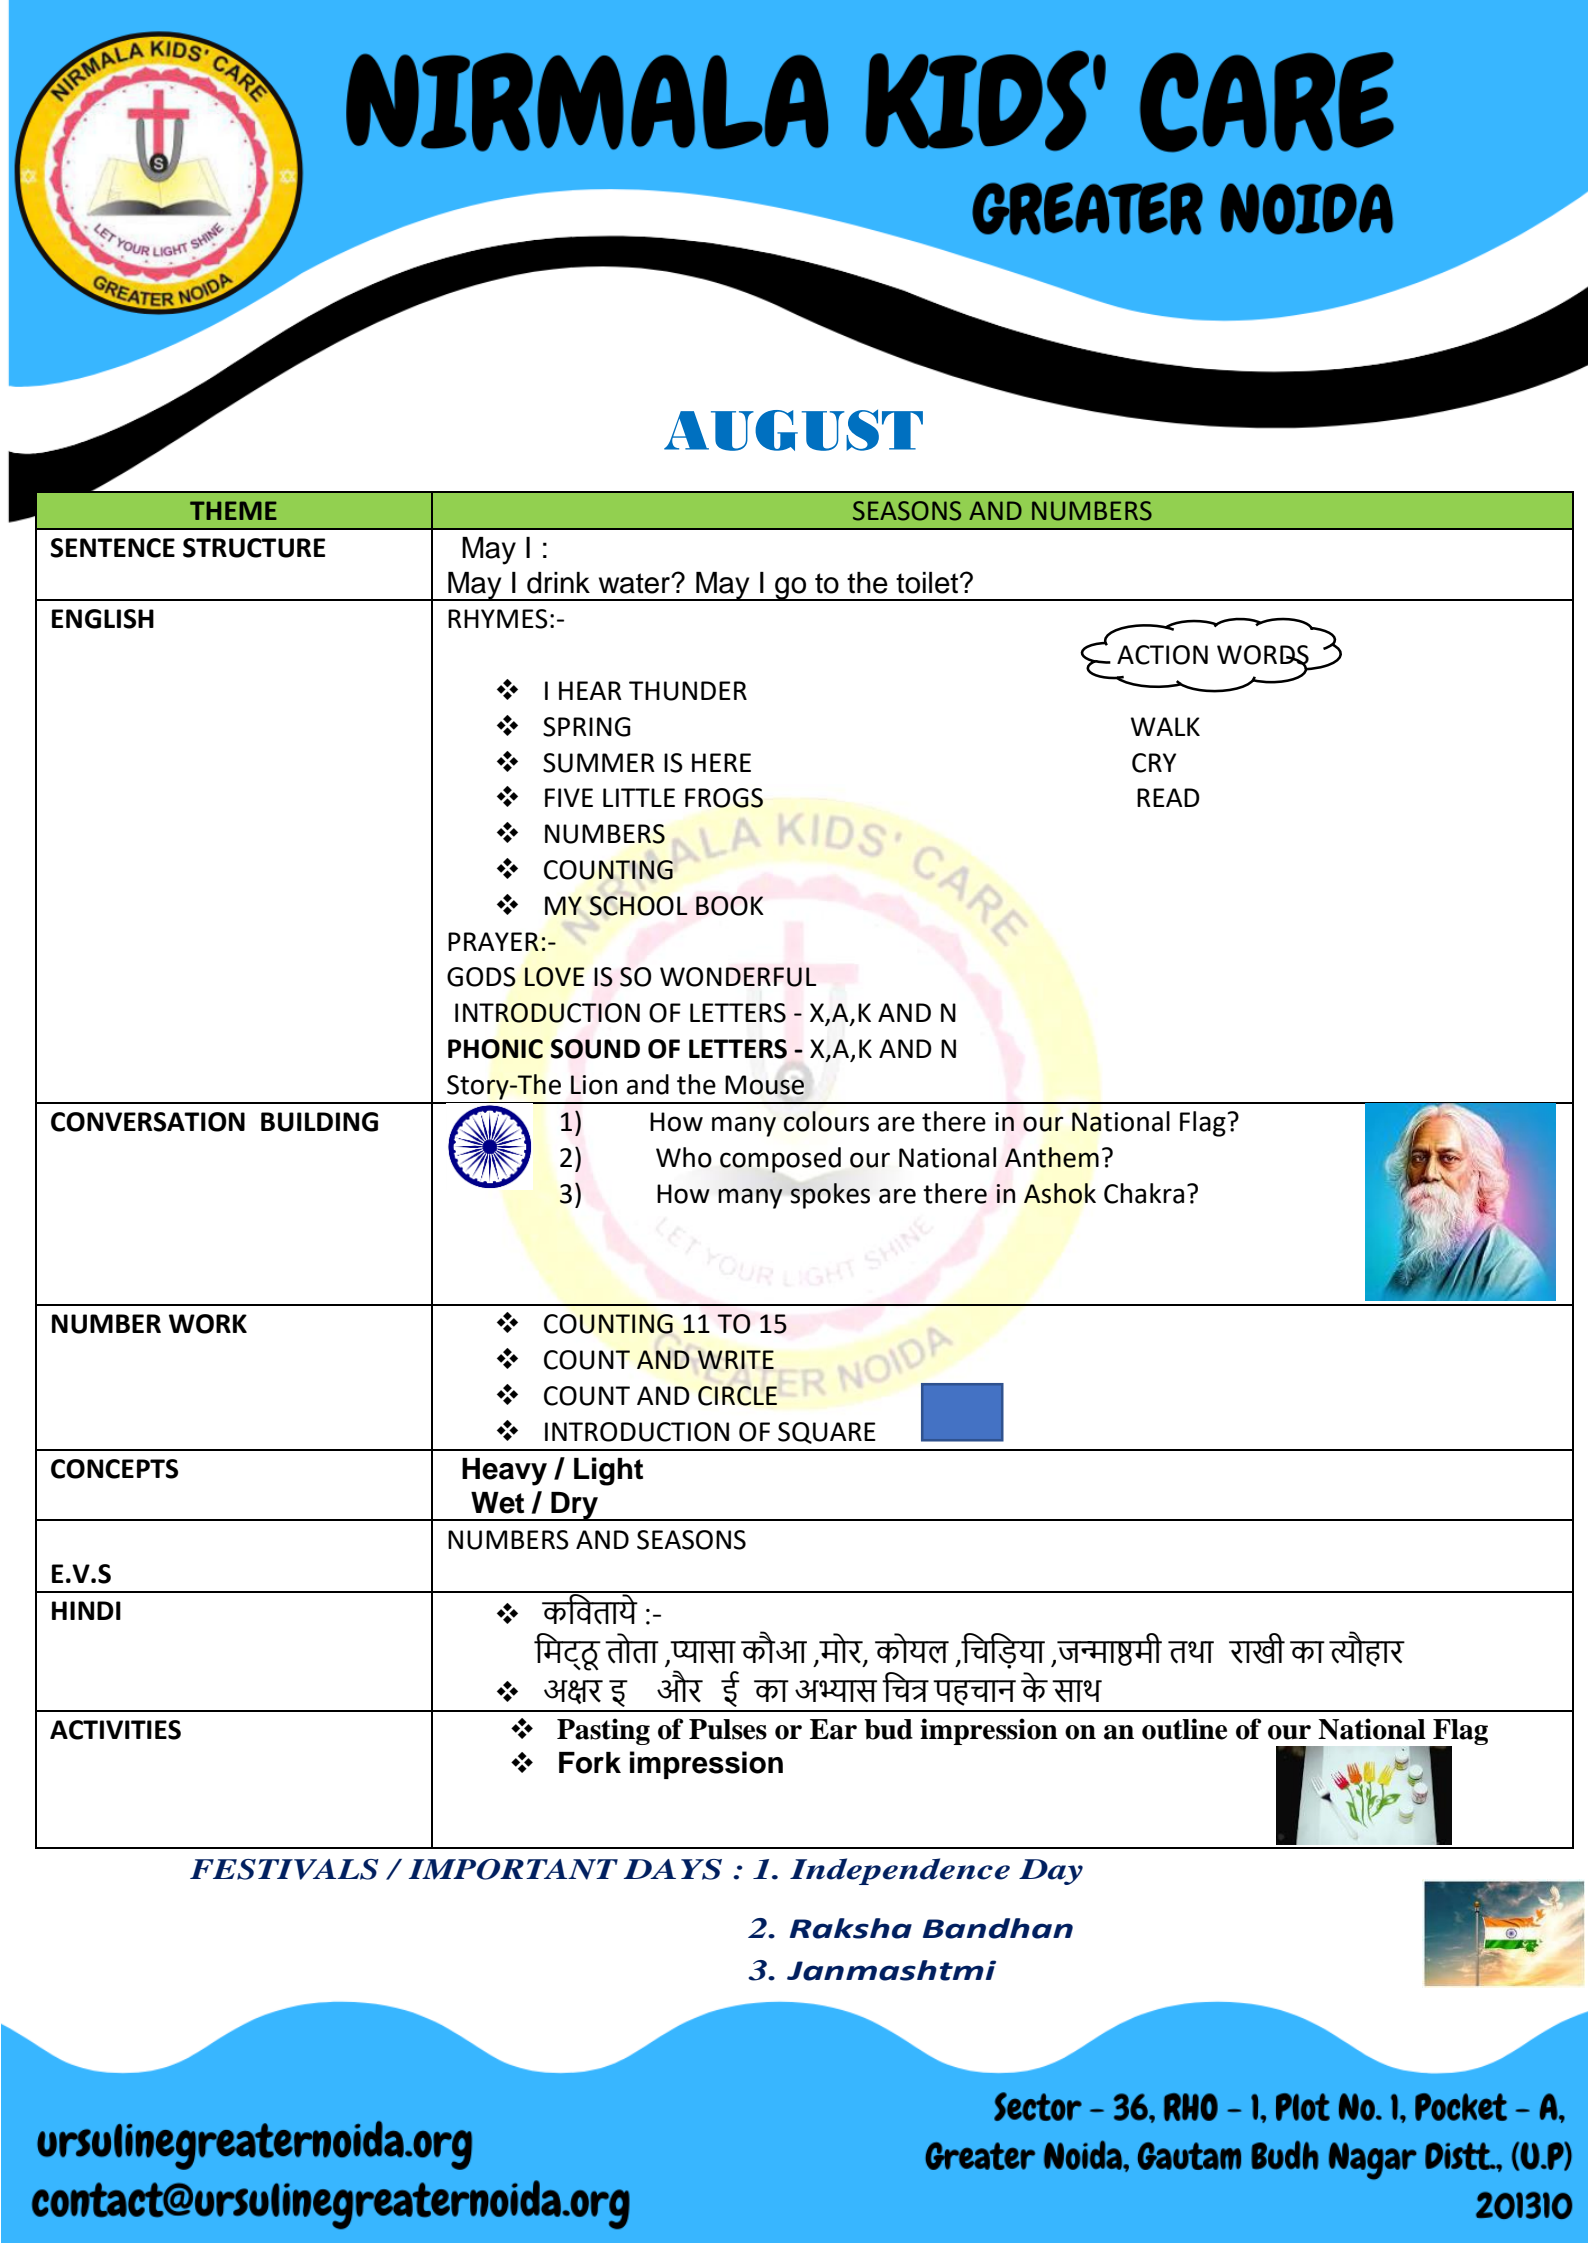 NIRMALA KIDS' CARE
GREATER NOIDA
NIRMALA KIDS' CARE
S
LET YOUR LIGHT SHINE
GREATER NOIDA
AUGUST
THEME SEASONS AND NUMBERS
SENTENCE STRUCTURE May I :
May I drink water? May I go to the toilet?
ENGLISH RHYMES:-
ACTION WORDS
❖ I HEAR THUNDER
❖ SPRING WALK
❖ SUMMER IS HERE CRY
❖ FIVE LITTLE FROGS READ
❖ NUMBERS
❖ COUNTING
❖ MY SCHOOL BOOK
PRAYER:-
GODS LOVE IS SO WONDERFUL
INTRODUCTION OF LETTERS - X,A,K AND N
PHONIC SOUND OF LETTERS - X,A,K AND N
Story-The Lion and the Mouse
NIRMALA KIDS' CARE
S
LET YOUR LIGHT SHINE
GREATER NOIDA
CONVERSATION BUILDING 1) How many colours are there in our National Flag?
2) Who composed our National Anthem?
3) How many spokes are there in Ashok Chakra?
NUMBER WORK ❖ COUNTING 11 TO 15
❖ COUNT AND WRITE
❖ COUNT AND CIRCLE
❖ INTRODUCTION OF SQUARE
CONCEPTS Heavy / Light
Wet / Dry
NUMBERS AND SEASONS
E.V.S
HINDI ❖ कविताये :-
मिट्ठू तोता ,प्यासा कौआ ,मोर, कोयल ,चिड़िया ,जन्माष्ठमी तथा राखी का त्यौहार
❖ अक्षर इ और ई का अभ्यास चित्र पहचान के साथ
ACTIVITIES ❖ Pasting of Pulses or Ear bud impression on an outline of our National Flag
❖ Fork impression
FESTIVALS / IMPORTANT DAYS : 1. Independence Day
2. Raksha Bandhan
3. Janmashtmi
ursulinegreaternoida.org
contact@ursulinegreaternoida.org
Sector - 36, RHO - 1, Plot No. 1, Pocket - A,
Greater Noida, Gautam Budh Nagar Distt., (U.P)
201310